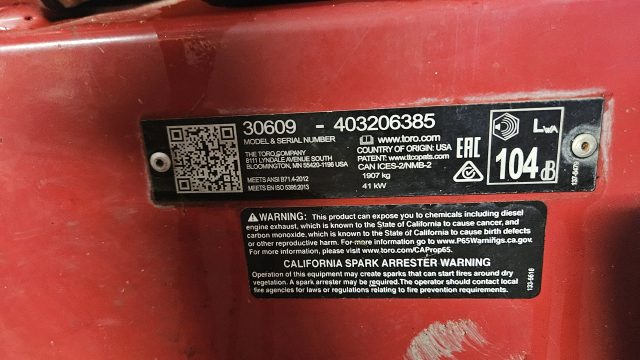 30609 - 403206385
MODEL & SERIAL NUMBER
www.toro.com
THE TORO COMPANY
8111 LYNDALE AVENUE SOUTH
BLOOMINGTON, MN 55420-1196 USA
MEETS ANSI B71.4-2012
MEETS EN ISO 5395:2013
COUNTRY OF ORIGIN: USA
PATENT: www.ttcopats.com
CAN ICES-2/NMB-2
1907 kg
41 kW
EAC
LWA
104 dB
137-5470
WARNING: This product can expose you to chemicals including diesel
engine exhaust, which is known to the State of California to cause cancer, and
carbon monoxide, which is known to the State of California to cause birth defects
or other reproductive harm. For more information go to www.P65Warnings.ca.gov.
For more information, please visit www.toro.com/CAProp65.
CALIFORNIA SPARK ARRESTER WARNING
Operation of this equipment may create sparks that can start fires around dry
vegetation. A spark arrester may be required. The operator should contact local
fire agencies for laws or regulations relating to fire prevention requirements.
133-5618